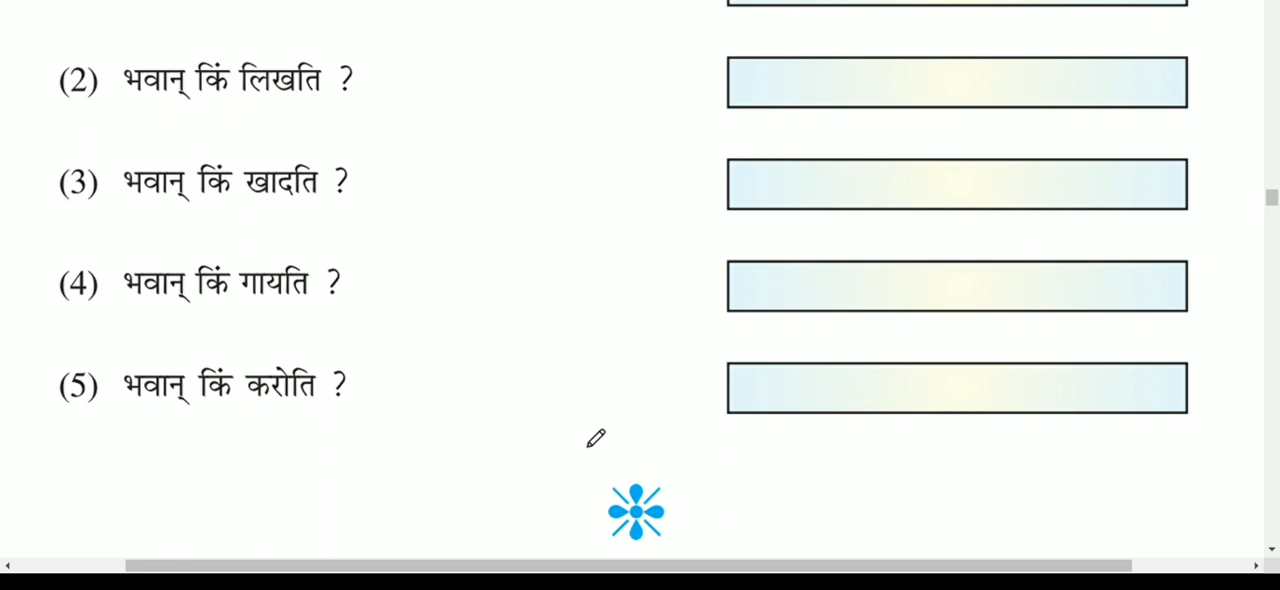 (2) भवान् किं लिखति ?
(3) भवान् किं खादति ?
(4) भवान् किं गायति ?
(5) भवान् किं करोति ?